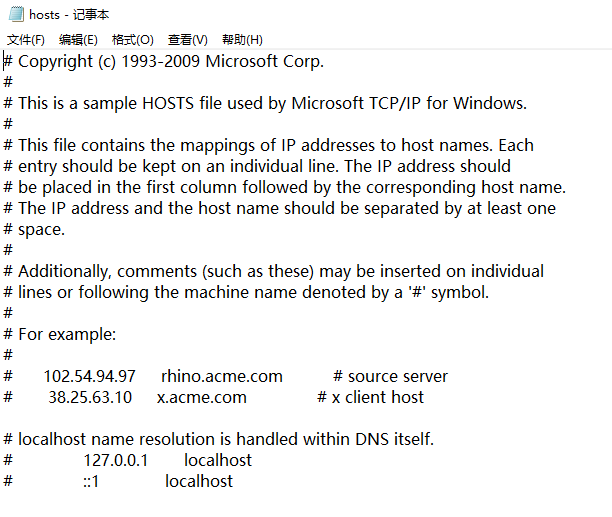 hosts - 记事本
文件(F) 编辑(E) 格式(O) 查看(V) 帮助(H)
# Copyright (c) 1993-2009 Microsoft Corp.
#
# This is a sample HOSTS file used by Microsoft TCP/IP for Windows.
#
# This file contains the mappings of IP addresses to host names. Each
# entry should be kept on an individual line. The IP address should
# be placed in the first column followed by the corresponding host name.
# The IP address and the host name should be separated by at least one
# space.
#
# Additionally, comments (such as these) may be inserted on individual
# lines or following the machine name denoted by a '#' symbol.
#
# For example:
#
#      102.54.94.97     rhino.acme.com          # source server
#       38.25.63.10     x.acme.com              # x client host

# localhost name resolution is handled within DNS itself.
#	127.0.0.1       localhost
#	::1             localhost